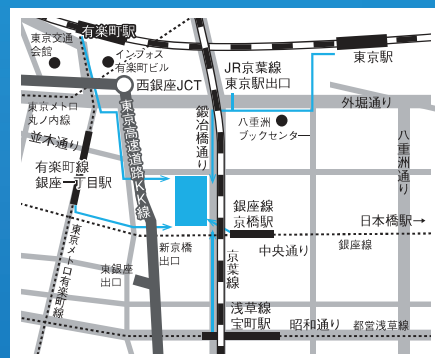 有楽町駅
東京交通
会館
インフォス
有楽町ビル
西銀座JCT
JR京葉線
東京駅出口
東京駅
外堀通り
東京メトロ
丸ノ内線
並木通り
東京高速道路KK線
鍛冶橋通り
八重洲
ブックセンター
八重洲通り
有楽町線
銀座一丁目駅
銀座線
京橋駅
日本橋駅→
新京橋
出口
中央通り
銀座線
東京メトロ有楽町線
東銀座
出口
京葉線
浅草線
宝町駅
昭和通り
都営浅草線